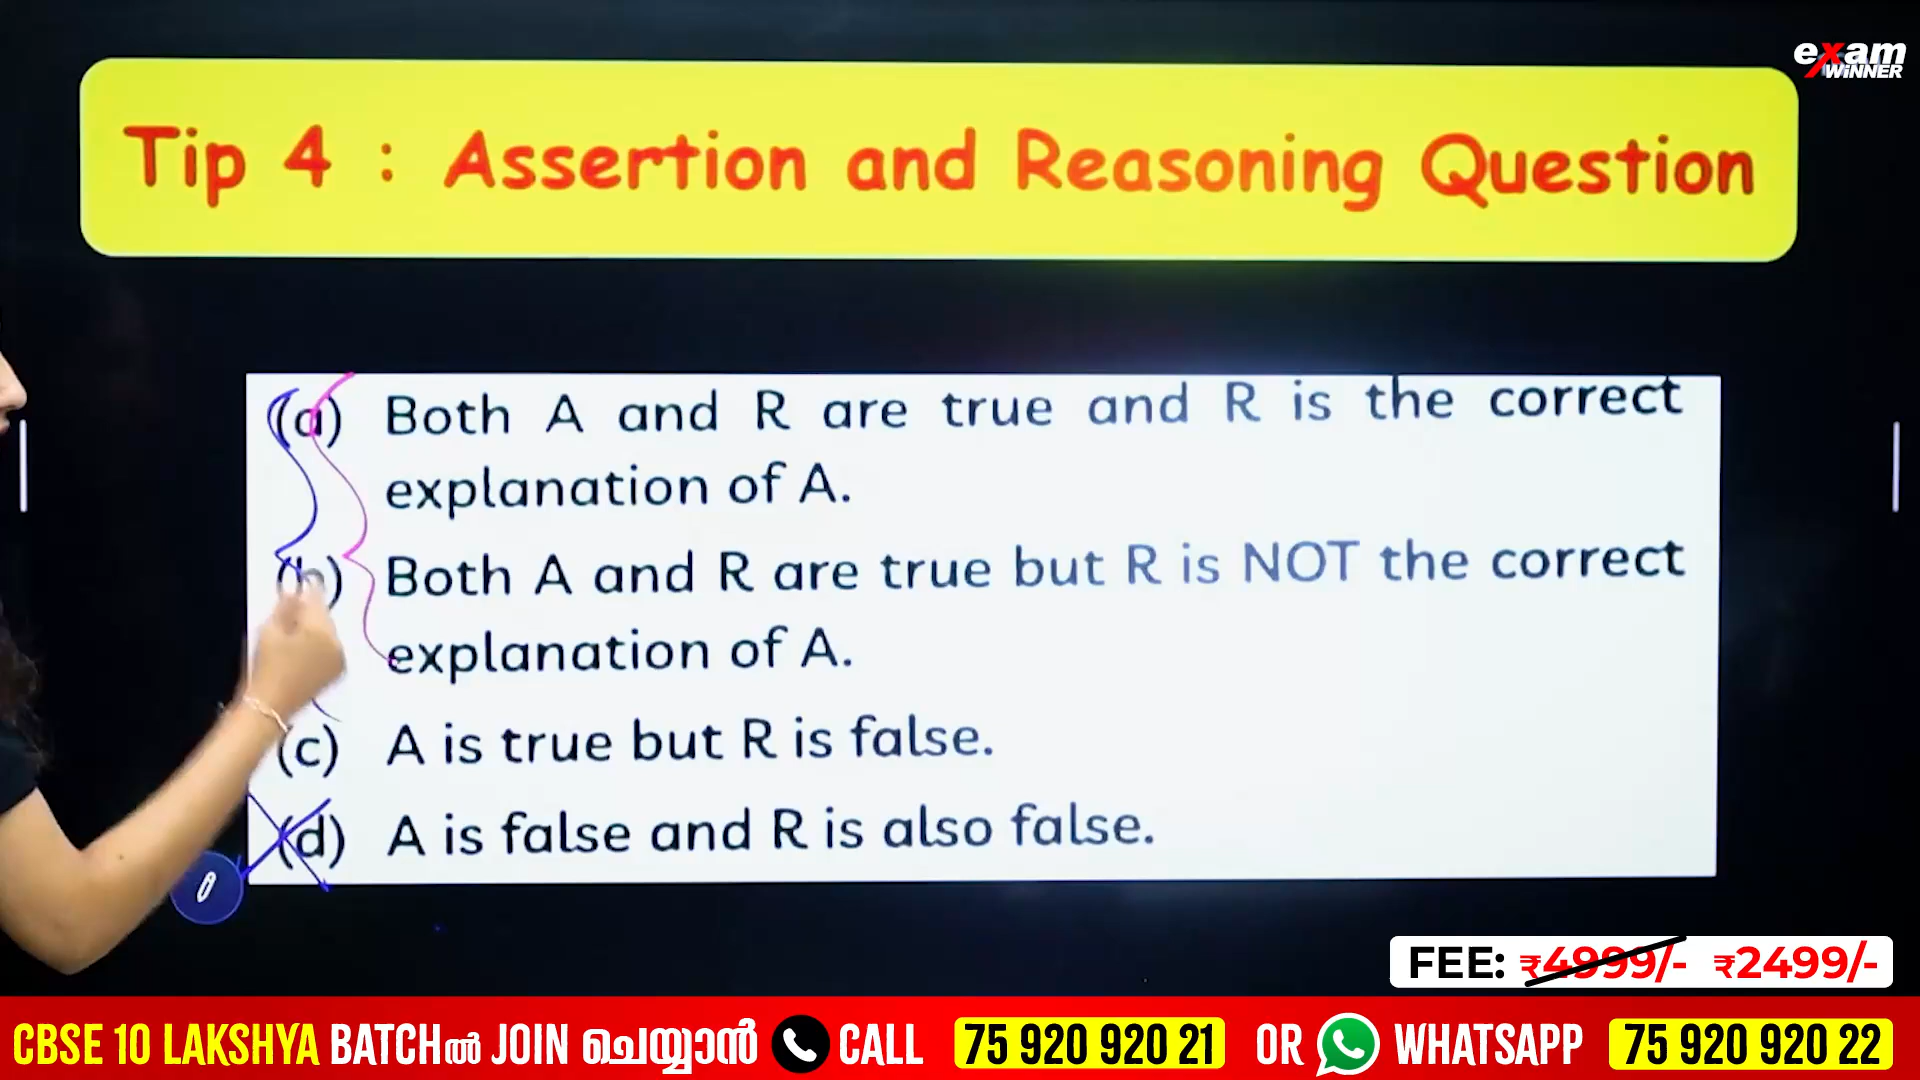 exam
WINNER
Tip 4 : Assertion and Reasoning Question
(a) Both A and R are true and R is the correct
explanation of A.
(b) Both A and R are true but R is NOT the correct
explanation of A.
(c) A is true but R is false.
(d) A is false and R is also false.
FEE: ₹4999/- ₹2499/-
CBSE 10 LAKSHYA BATCHൽ JOIN ചെയ്യാൻ CALL 75 920 920 21 OR WHATSAPP 75 920 920 22